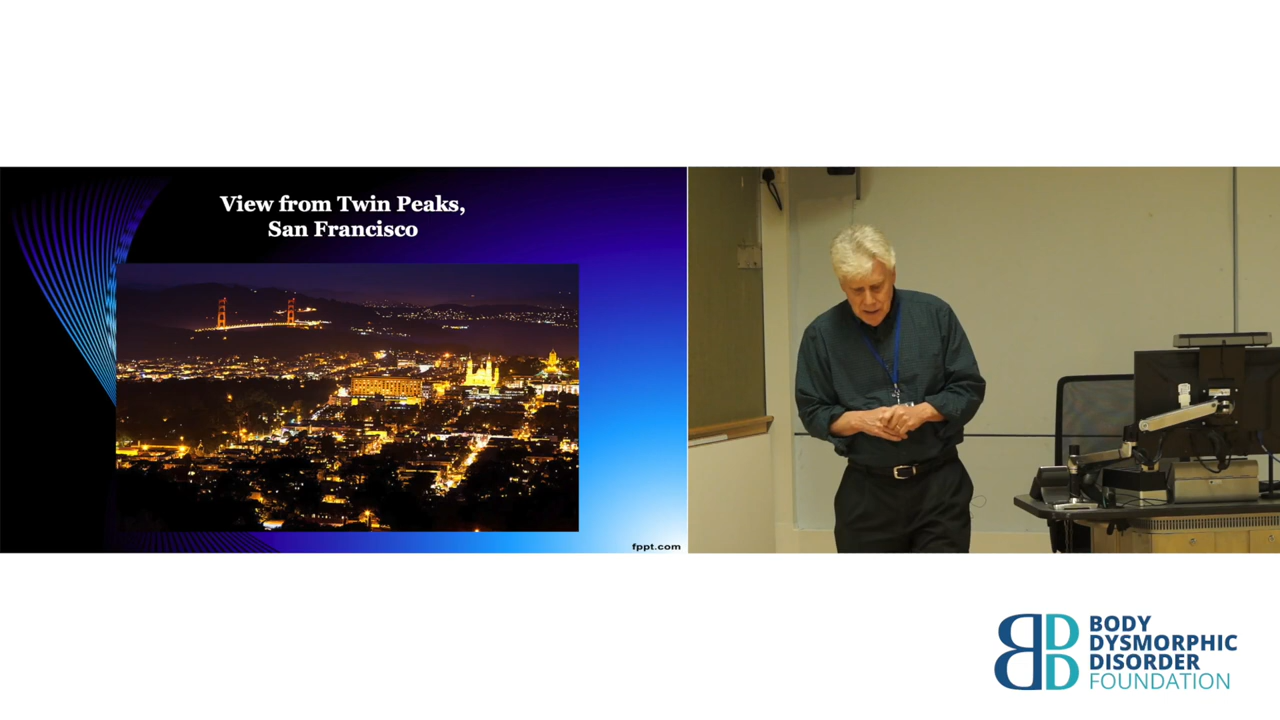 View from Twin Peaks,
San Francisco
fppt.com
BODY
DYSMORPHIC
DISORDER
FOUNDATION